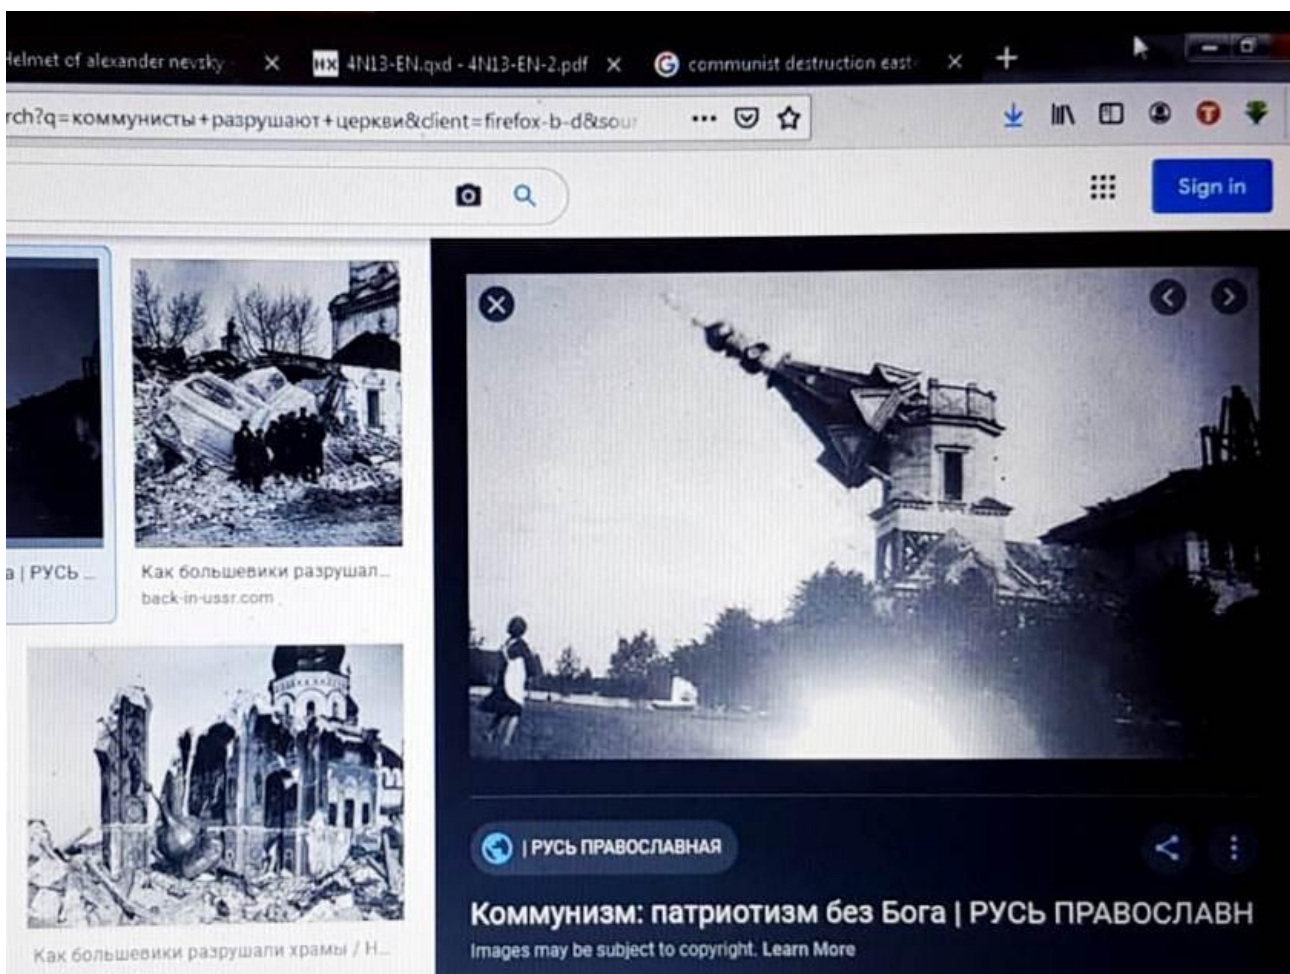 Helmet of alexander nevsky
4N13-EN.qxd - 4N13-EN-2.pdf
communist destruction east
rch?q=коммунисты+разрушают+церкви&client=firefox-b-d&sour
Sign in
а | РУСЬ ...
Как большевики разрушал...
back-in-ussr.com
Как большевики разрушали храмы / Н...
| РУСЬ ПРАВОСЛАВНАЯ
Коммунизм: патриотизм без Бога | РУСЬ ПРАВОСЛАВН
Images may be subject to copyright. Learn More